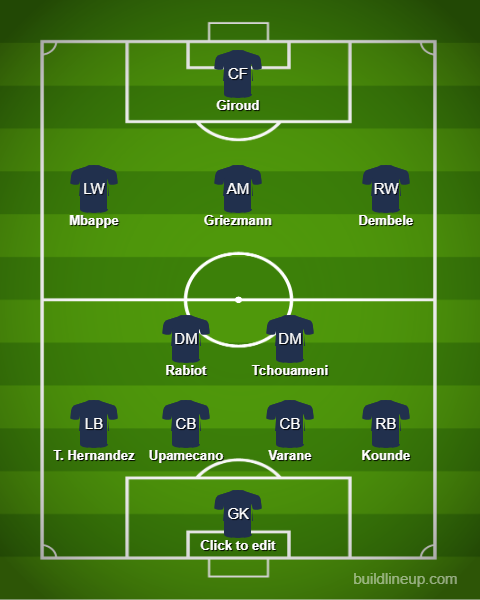 CF
Giroud
LW AM RW
Mbappe Griezmann Dembele
DM DM
Rabiot Tchouameni
LB CB CB RB
T. Hernandez Upamecano Varane Kounde
GK
Click to edit
buildlineup.com